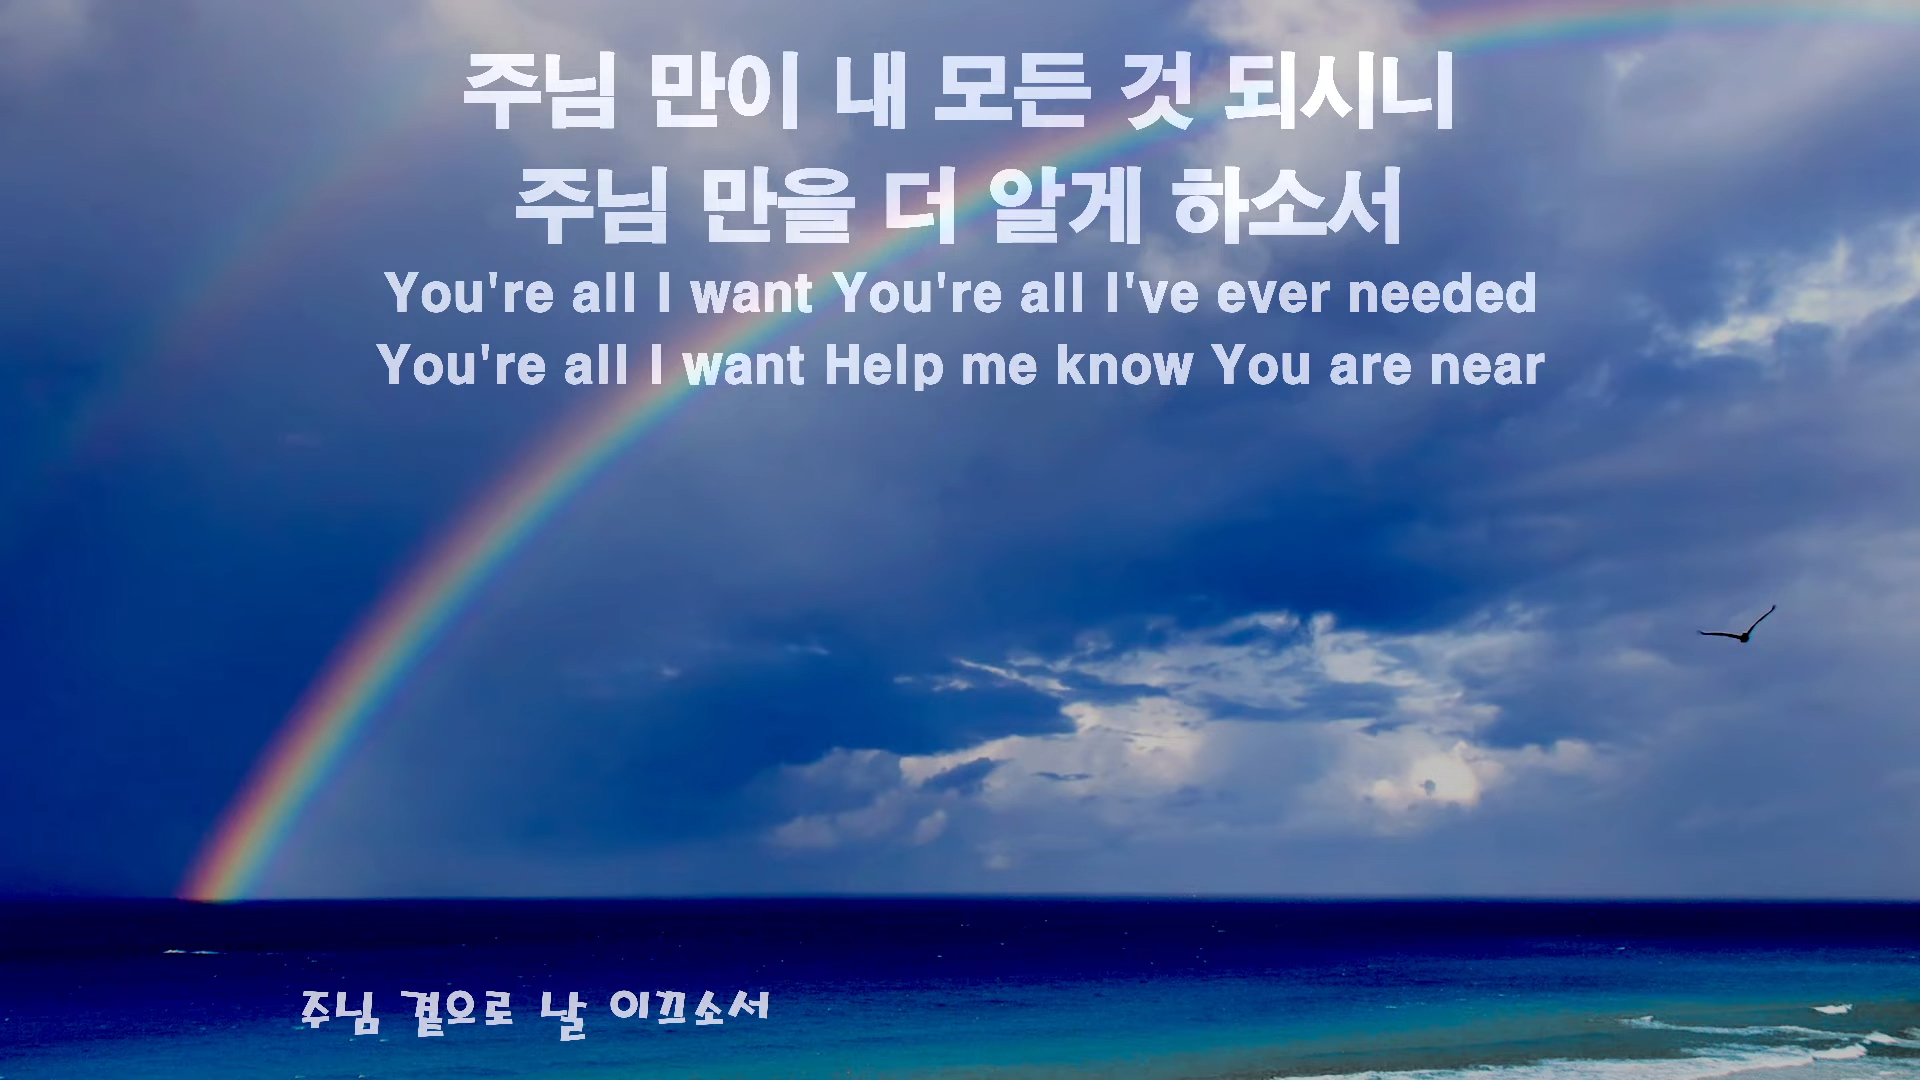 주님 만이 내 모든 것 되시니
주님 만을 더 알게 하소서
You're all I want You're all I've ever needed
You're all I want Help me know You are near
주님 곁으로 날 이끄소서